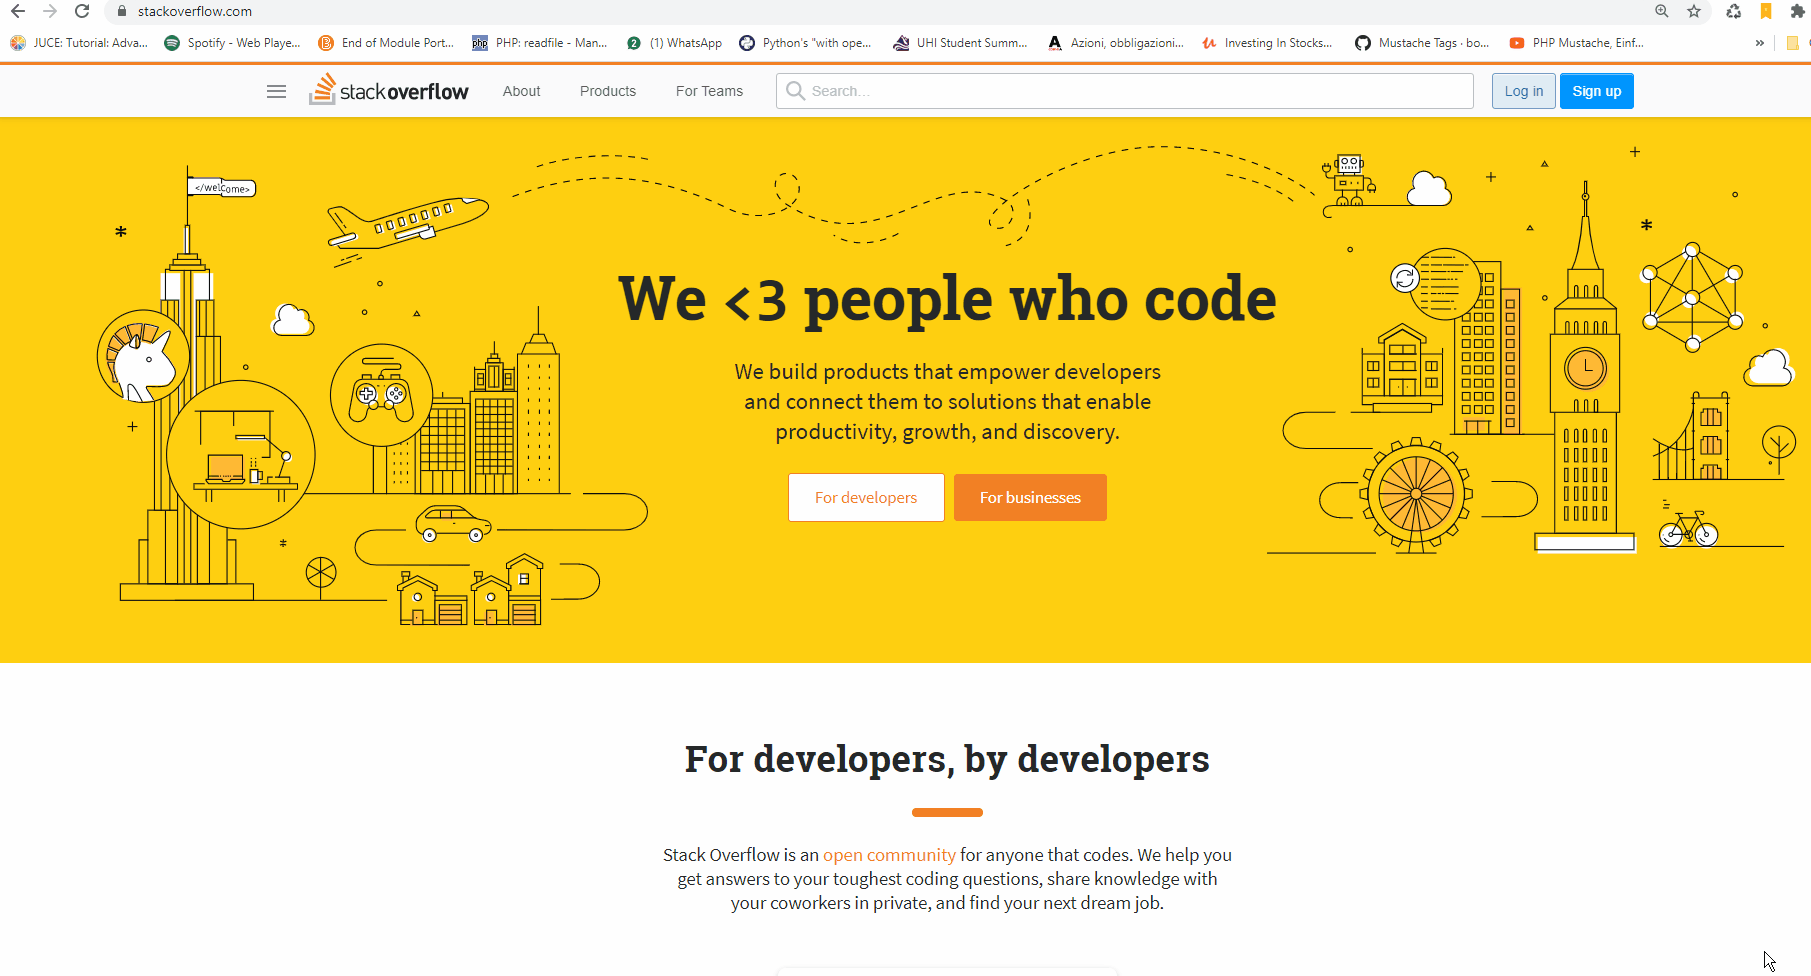 stackoverflow.com
JUCE: Tutorial: Adva...
Spotify - Web Playe...
End of Module Port...
php
PHP: readfile - Man...
2
(1) WhatsApp
Python's "with ope...
UHI Student Summ...
Azioni, obbligazioni...
Investing In Stocks...
Mustache Tags · bo...
PHP Mustache, Einf...
»
stackoverflow
About
Products
For Teams
Search...
Log in
Sign up
</welcome>
We <3 people who code
We build products that empower developers
and connect them to solutions that enable
productivity, growth, and discovery.
For developers
For businesses
For developers, by developers
Stack Overflow is an open community for anyone that codes. We help you
get answers to your toughest coding questions, share knowledge with
your coworkers in private, and find your next dream job.